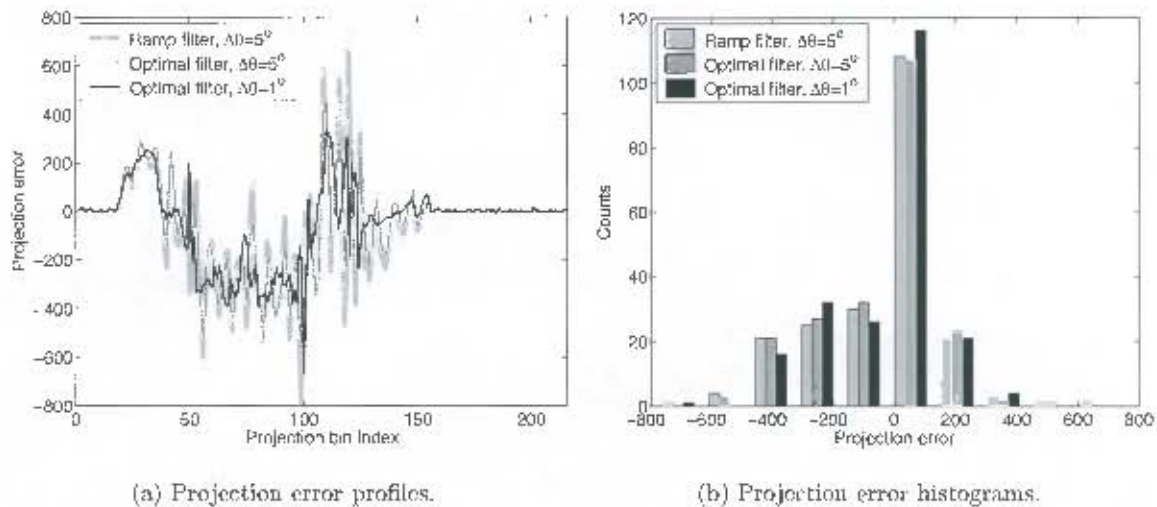 800
600
400
200
0
−200
−400
−600
−800
Projection error
Ramp filter, Δθ=5°
Optimal filter, Δθ=5°
Optimal filter, Δθ=1°
0
50
100
150
200
Projection bin Index
(a) Projection error profiles.
120
100
80
60
40
20
0
Counts
Ramp filter. Δθ=5°
Optimal filter. Δθ=5°
Optimal filter. Δθ=1°
−800
−600
−400
−200
0
200
400
600
800
Projection error
(b) Projection error histograms.